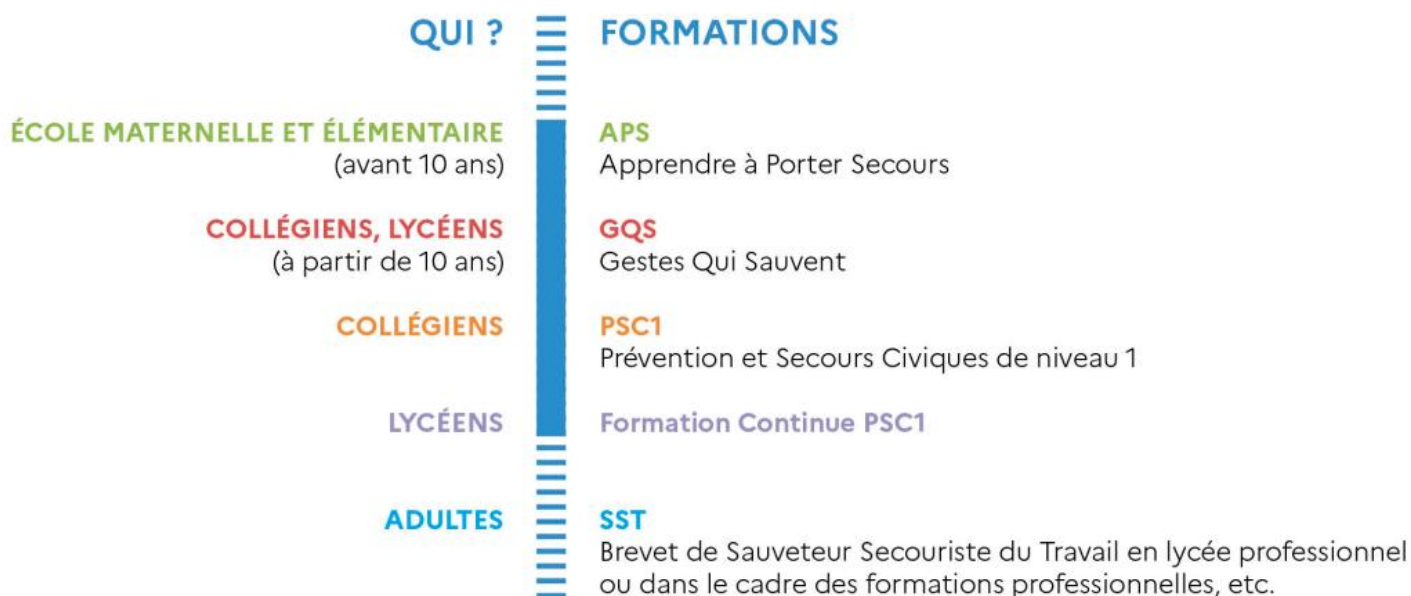 QUI ? FORMATIONS
ÉCOLE MATERNELLE ET ÉLÉMENTAIRE APS
(avant 10 ans) Apprendre à Porter Secours
COLLÉGIENS, LYCÉENS GQS
(à partir de 10 ans) Gestes Qui Sauvent
COLLÉGIENS PSC1
Prévention et Secours Civiques de niveau 1
LYCÉENS Formation Continue PSC1
ADULTES SST
Brevet de Sauveteur Secouriste du Travail en lycée professionnel
ou dans le cadre des formations professionnelles, etc.